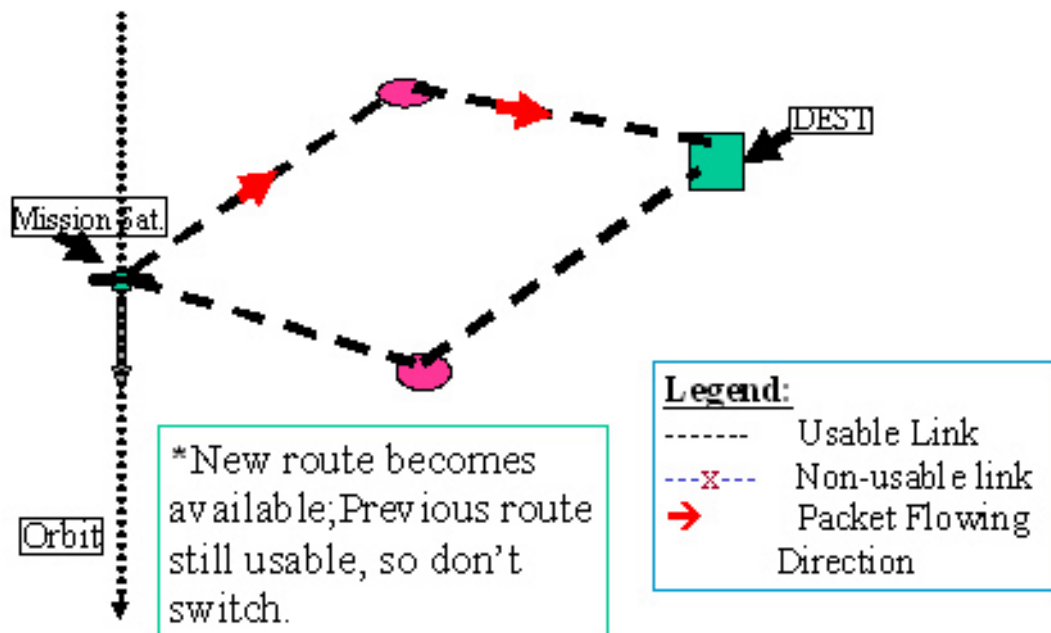 DEST
Mission Sat.
Orbit
*New route becomes
available;Previous route
still usable, so don't
switch.
Legend:
------- Usable Link
---x--- Non-usable link
Packet Flowing
Direction